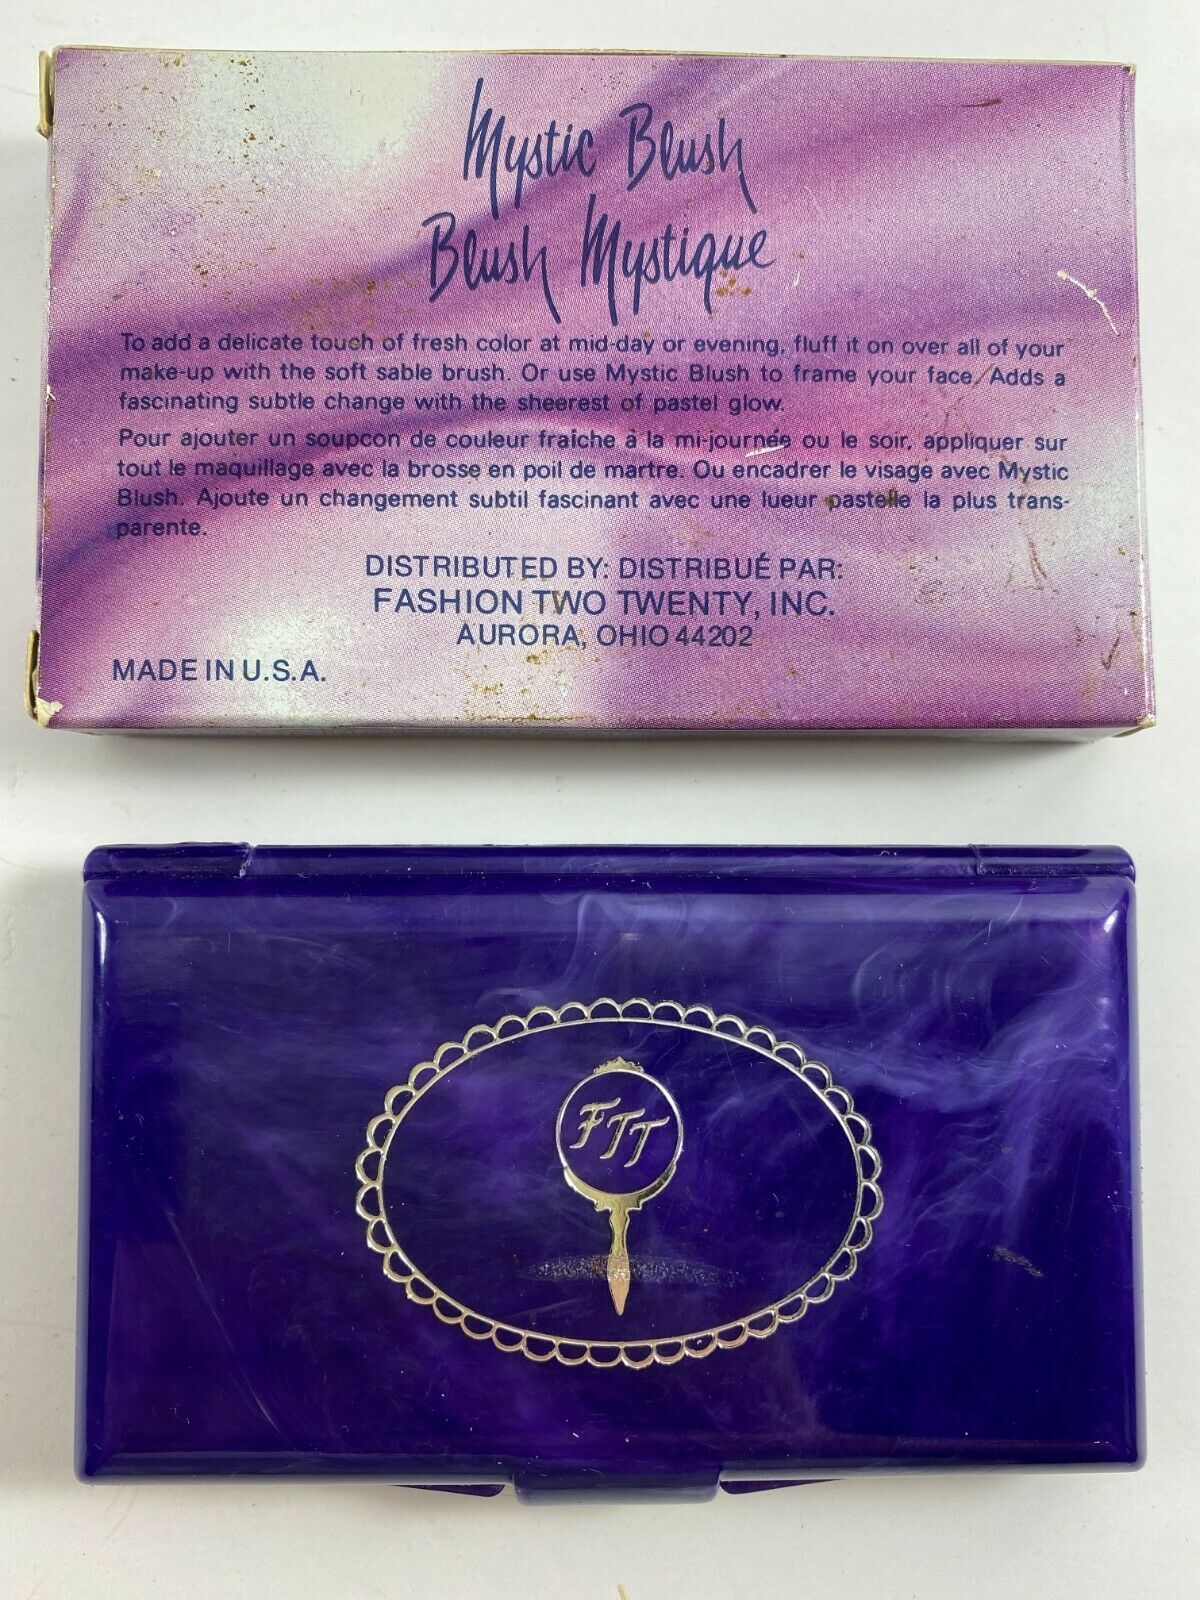 Mystic Blush
Blush Mystique
To add a delicate touch of fresh color at mid-day or evening, fluff it on over all of your
make-up with the soft sable brush. Or use Mystic Blush to frame your face. Adds a
fascinating subtle change with the sheerest of pastel glow.
Pour ajouter un soupcon de couleur fraîche à la mi-journée ou le soir, appliquer sur
tout le maquillage avec la brosse en poil de martre. Ou encadrer le visage avec Mystic
Blush. Ajoute un changement subtil fascinant avec une lueur pastelle la plus trans-
parente.
DISTRIBUTED BY: DISTRIBUÉ PAR:
FASHION TWO TWENTY, INC.
AURORA, OHIO 44202
MADE IN U.S.A.
FTT